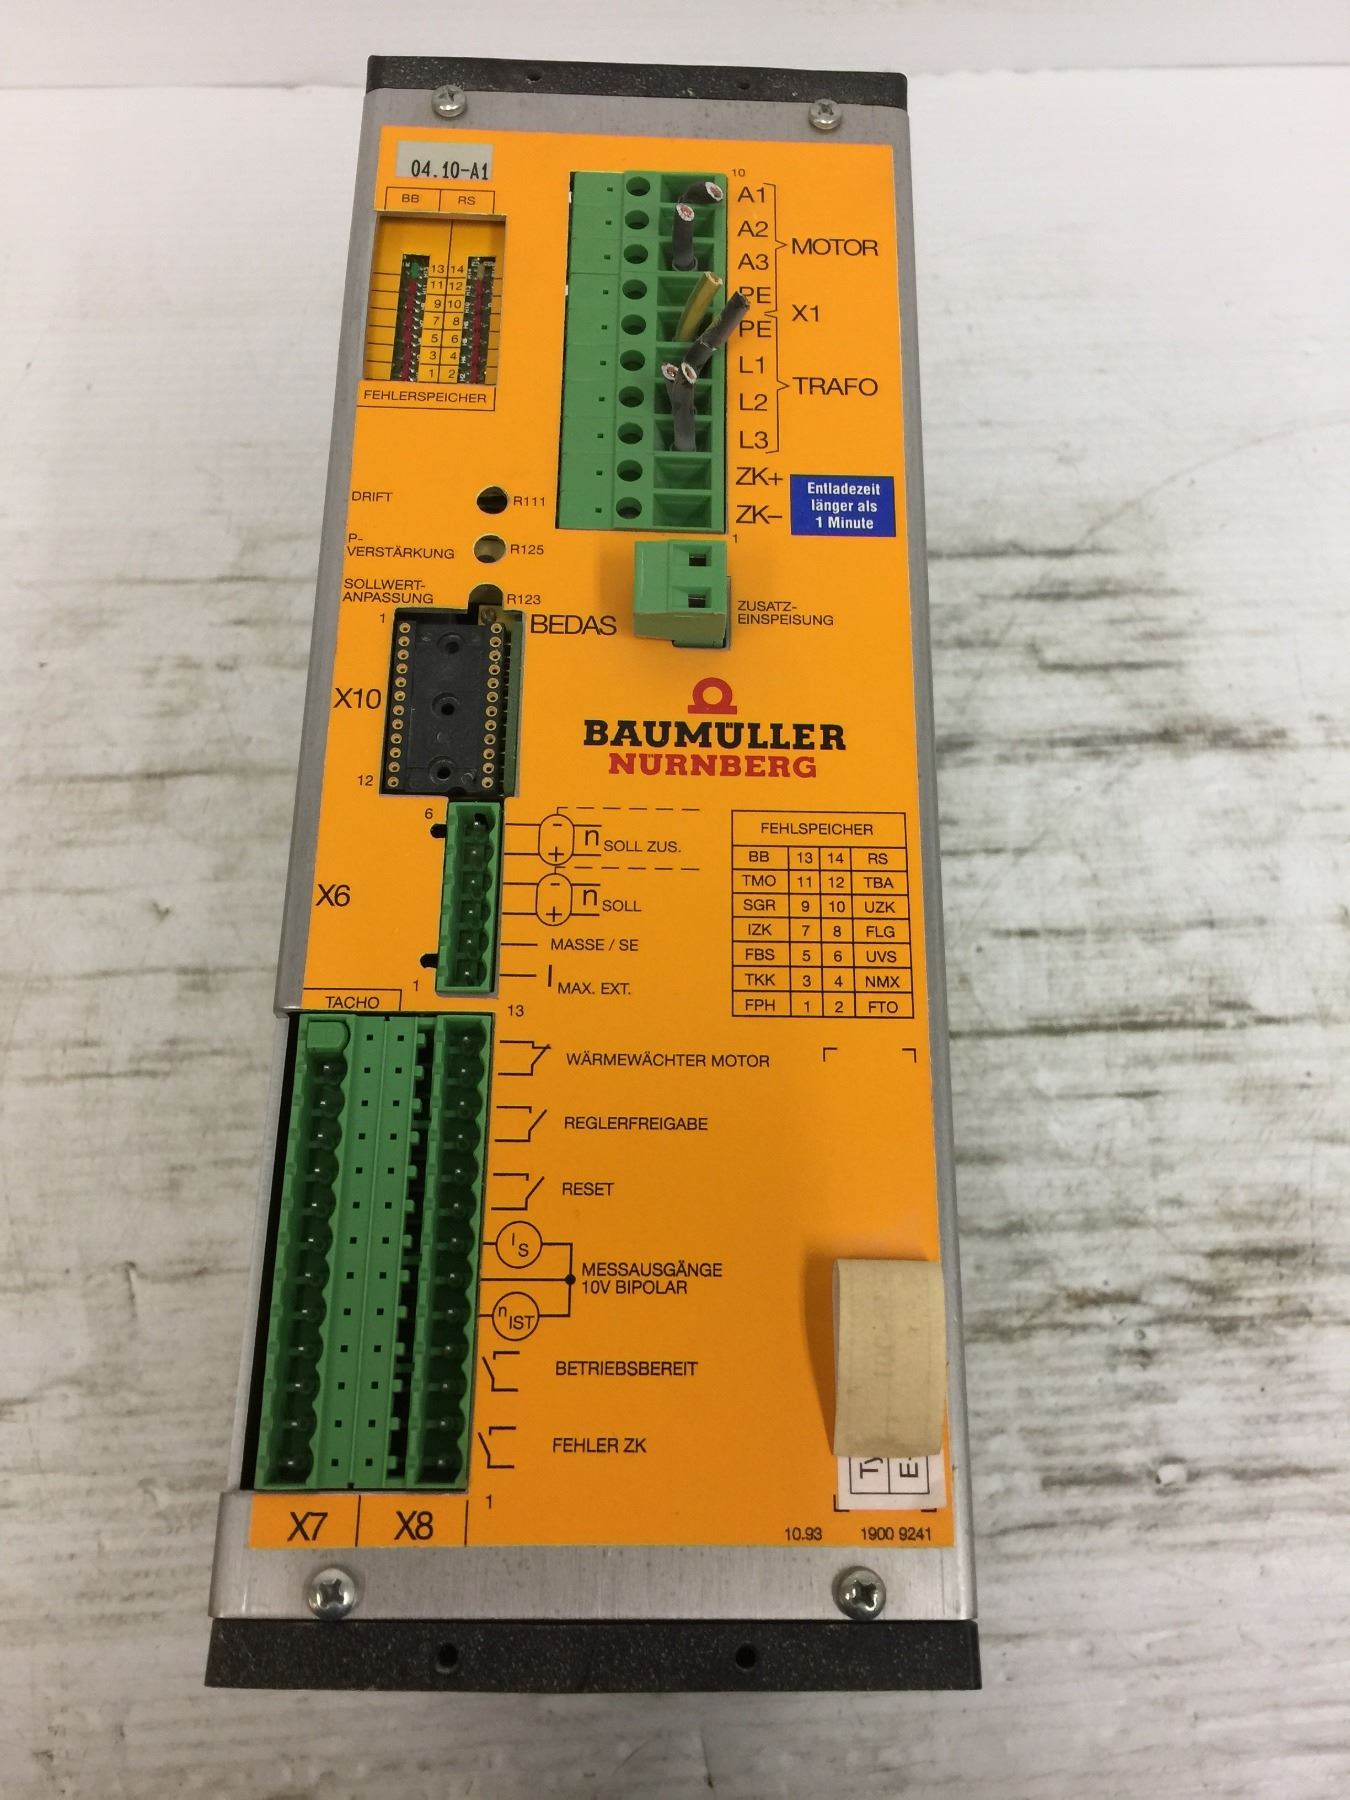 04.10-A1
BB RS
13 14
11 12
9 10
7 8
5 6
3 4
1 2
FEHLERSPEICHER
10
A1
A2
A3
MOTOR
PE
X1
PE
L1
TRAFO
L2
L3
ZK+
ZK-
1
Entladezeit
länger als
1 Minute
DRIFT R111
P-
VERSTÄRKUNG R125
SOLLWERT-
ANPASSUNG R123
ZUSATZ-
EINSPEISUNG
1 BEDAS
X10
12
BAUMÜLLER
NÜRNBERG
6
X6
1
- n SOLL ZUS.
+
- n SOLL
+
MASSE / SE
I MAX. EXT.
FEHLSPEICHER
BB 13 14 RS
TMO 11 12 TBA
SGR 9 10 UZK
IZK 7 8 FLG
FBS 5 6 UVS
TKK 3 4 NMX
FPH 1 2 FTO
TACHO
13
WÄRMEWÄCHTER MOTOR
REGLERFREIGABE
RESET
I S
MESSAUSGÄNGE
10V BIPOLAR
n IST
BETRIEBSBEREIT
FEHLER ZK
1
X7 X8
10.93 1900 9241